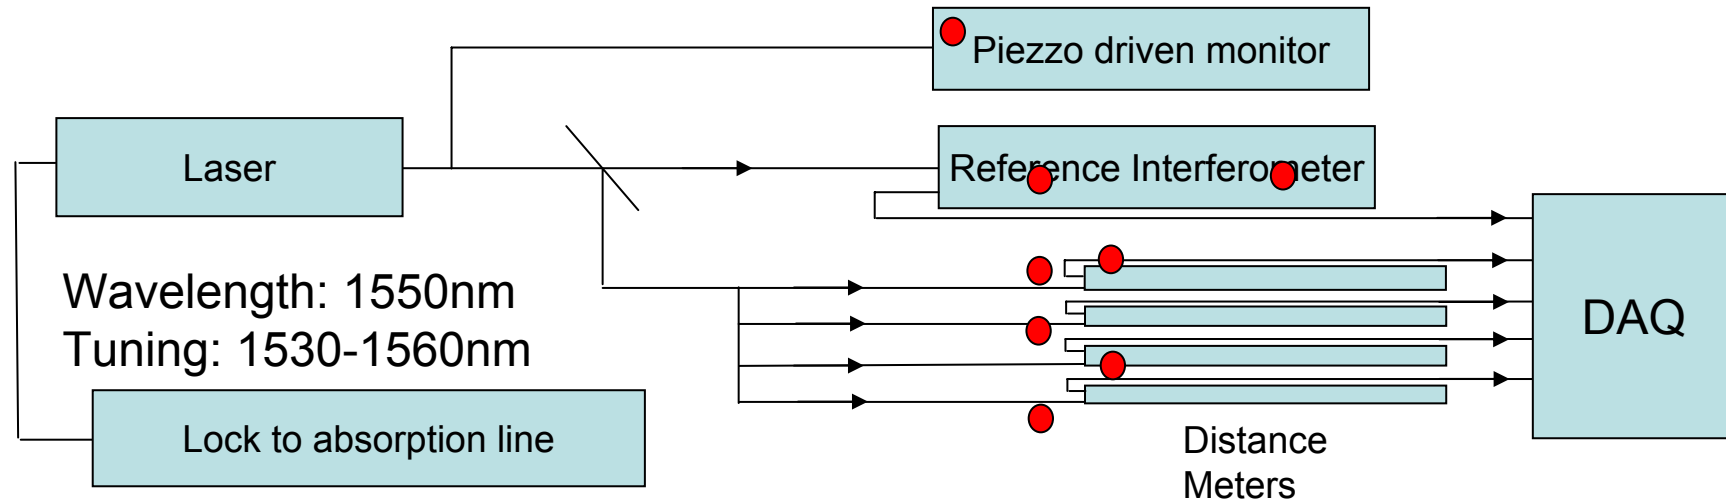 Piezzo driven monitor
Laser
Reference Interferometer
Wavelength: 1550nm
Tuning: 1530-1560nm
DAQ
Lock to absorption line
Distance
Meters